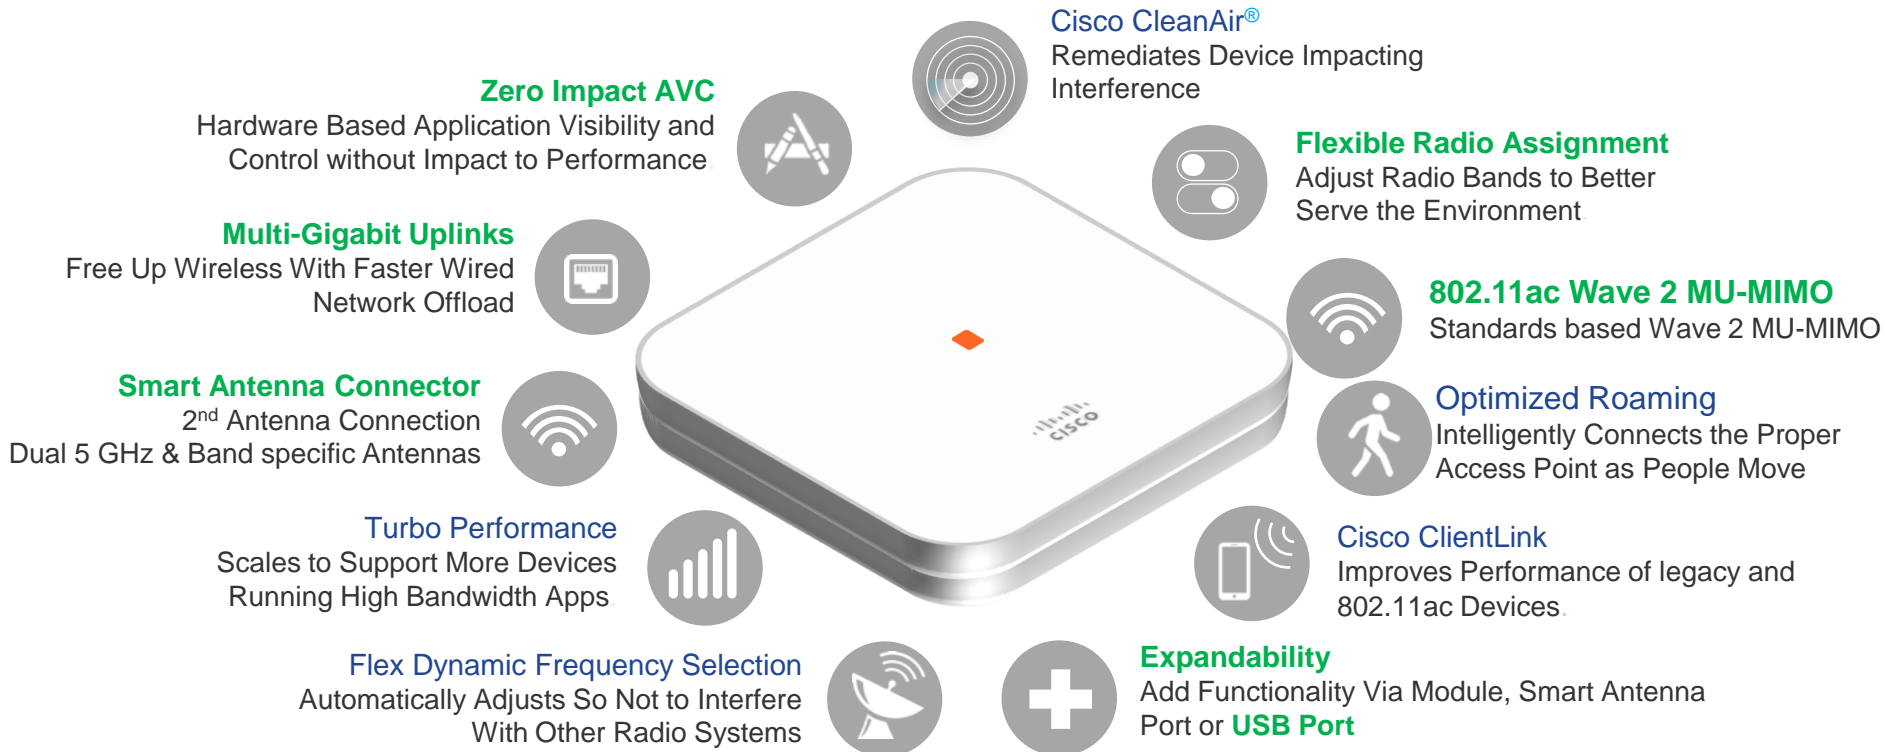 Cisco CleanAir®
Remediates Device Impacting
Interference
Zero Impact AVC
Hardware Based Application Visibility and
Control without Impact to Performance.
Flexible Radio Assignment
Adjust Radio Bands to Better
Serve the Environment.
Multi-Gigabit Uplinks
Free Up Wireless With Faster Wired
Network Offload
802.11ac Wave 2 MU-MIMO
Standards based Wave 2 MU-MIMO
Smart Antenna Connector
2nd Antenna Connection
Dual 5 GHz & Band specific Antennas
Optimized Roaming
Intelligently Connects the Proper
Access Point as People Move
CISCO
Turbo Performance
Scales to Support More Devices
Running High Bandwidth Apps.
Cisco ClientLink
Improves Performance of legacy and
802.11ac Devices.
Flex Dynamic Frequency Selection
Automatically Adjusts So Not to Interfere
With Other Radio Systems
Expandability
Add Functionality Via Module, Smart Antenna
Port or USB Port